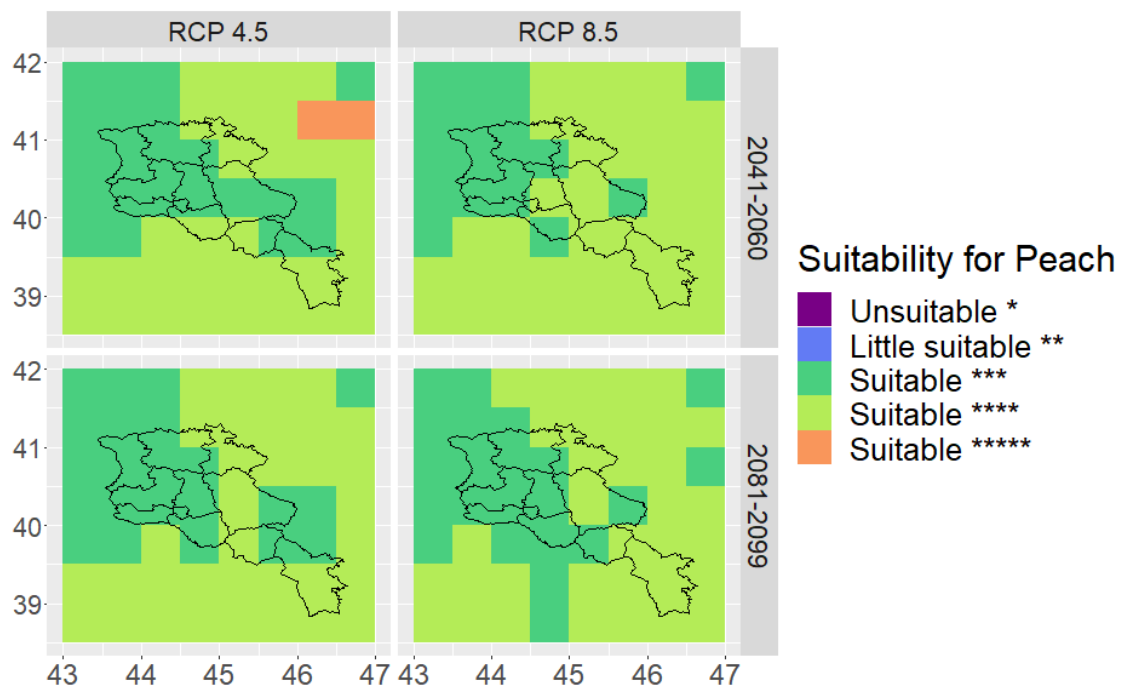 RCP 4.5
RCP 8.5
42
41
40
39
2041-2060
42
41
40
39
2081-2099
43 44 45 46 47
43 44 45 46 47
Suitability for Peach
Unsuitable *
Little suitable **
Suitable ***
Suitable ****
Suitable *****